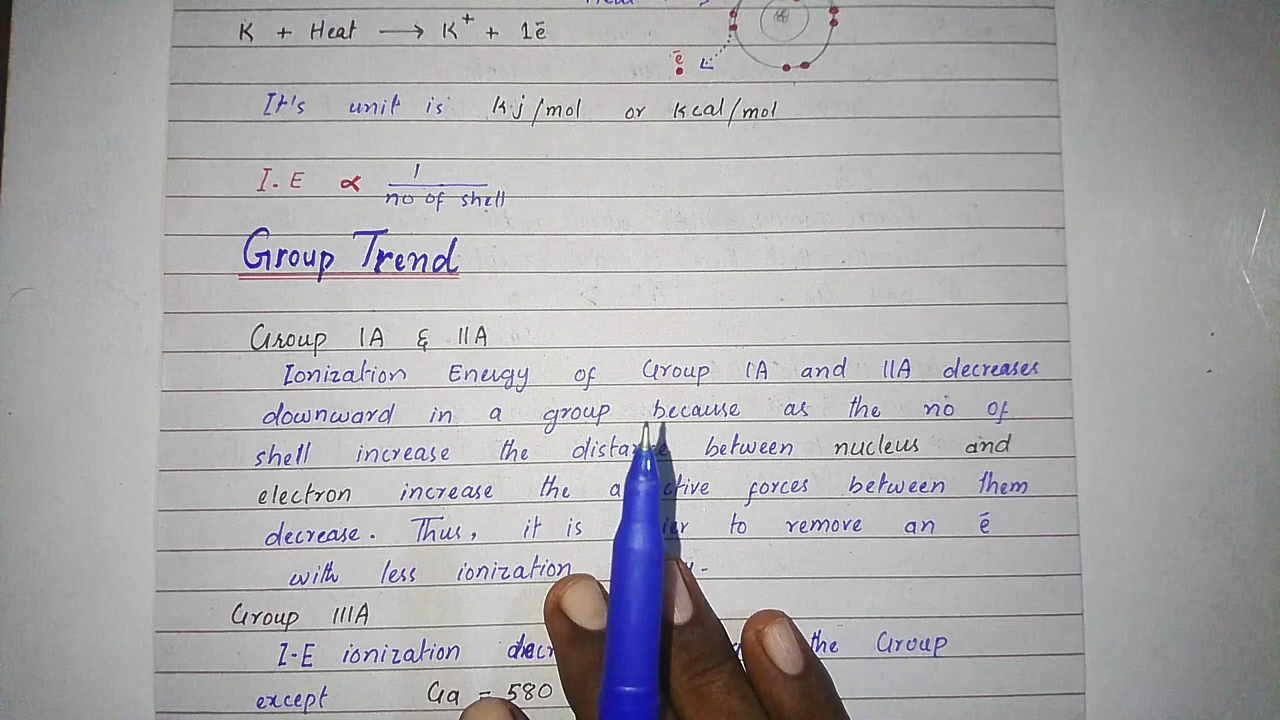 K + Heat → K⁺ + 1ē
ē
It's unit is kj/mol or kcal/mol
I.E ∝ 1
no of shell
Group Trend
Group IA & IIA
Ionization Energy of Group IA and IIA decreases
downward in a group because as the no of
shell increase the distance between nucleus and
electron increase the forces between them
decrease. Thus, it is to remove an ē
with less ionization
Group IIIA
I-E ionization the Group
except Ga = 580